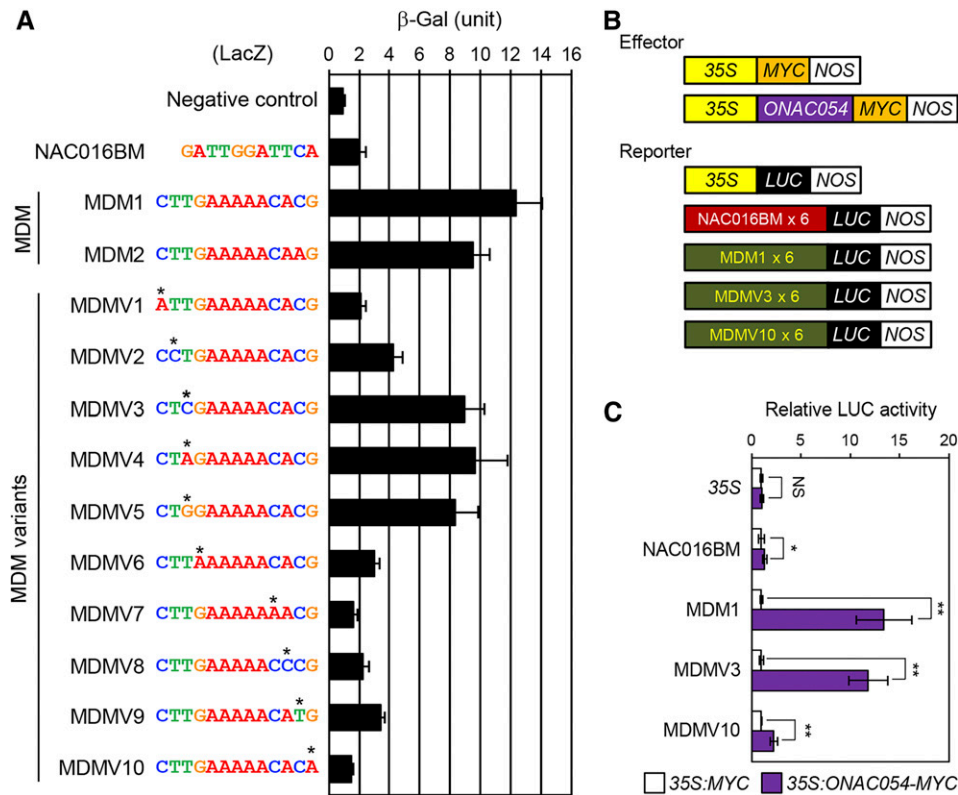 A
β-Gal (unit)
(LacZ)
0 2 4 6 8 10 12 14 16
Negative control
NAC016BM GATTGGATTCA
MDM
MDM1 CTTGAAAAACACG
MDM2 CTTGAAAAACAAG
MDM variants
*
MDMV1 ATTGAAAAACACG
*
MDMV2 CCTGAAAAACACG
*
MDMV3 CTCGAAAAACACG
*
MDMV4 CTAGAAAAACACG
*
MDMV5 CTGGAAAAACACG
*
MDMV6 CTTAAAAAACACG
*
MDMV7 CTTGAAAAAAACG
*
MDMV8 CTTGAAAAACCCG
*
MDMV9 CTTGAAAAACATG
*
MDMV10 CTTGAAAAACACA
B
Effector
35S MYC NOS
35S ONAC054 MYC NOS
Reporter
35S LUC NOS
NAC016BM x 6 LUC NOS
MDM1 x 6 LUC NOS
MDMV3 x 6 LUC NOS
MDMV10 x 6 LUC NOS
C
Relative LUC activity
0 5 10 15 20
35S NS
NAC016BM *
MDM1 **
MDMV3 **
MDMV10 **
35S:MYC 35S:ONAC054-MYC